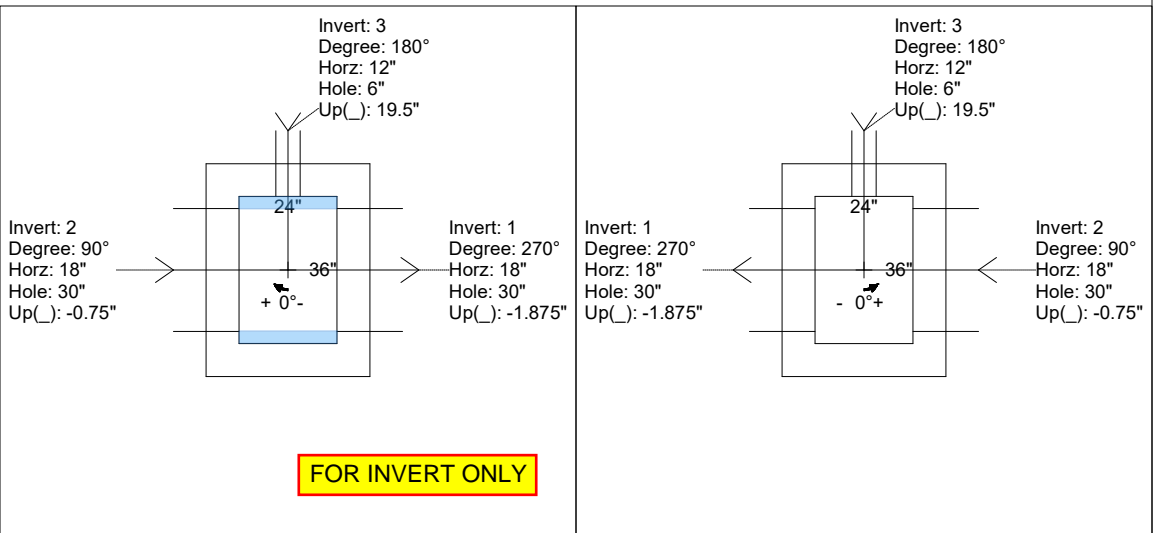 Invert: 3
Degree: 180°
Horz: 12"
Hole: 6"
Up(_): 19.5"
24"
Invert: 2
Degree: 90°
Horz: 18"
Hole: 30"
Up(_): -0.75"
36"
+ 0°-
Invert: 1
Degree: 270°
Horz: 18"
Hole: 30"
Up(_): -1.875"
FOR INVERT ONLY
Invert: 3
Degree: 180°
Horz: 12"
Hole: 6"
Up(_): 19.5"
24"
Invert: 1
Degree: 270°
Horz: 18"
Hole: 30"
Up(_): -1.875"
36"
- 0°+
Invert: 2
Degree: 90°
Horz: 18"
Hole: 30"
Up(_): -0.75"